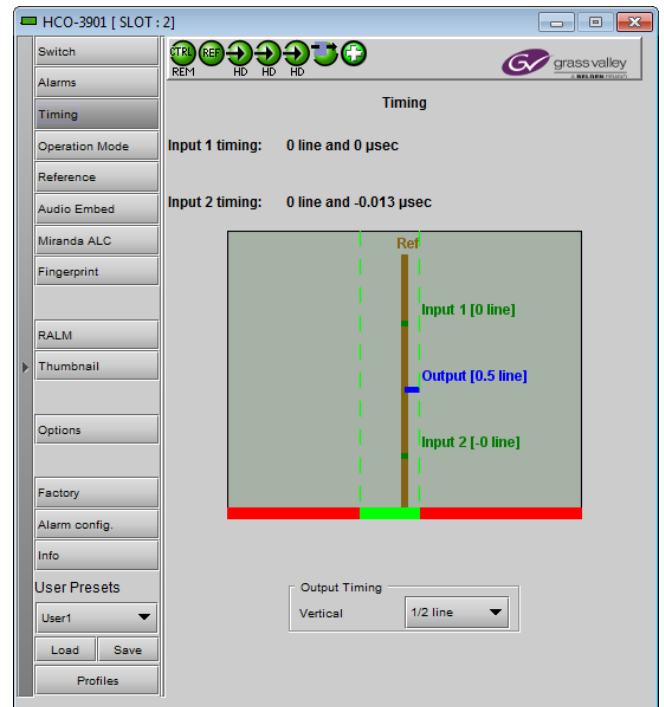 HCO-3901 [ SLOT : 2]
Switch
Alarms
Timing
Operation Mode
Reference
Audio Embed
Miranda ALC
Fingerprint
RALM
Thumbnail
Options
Factory
Alarm config.
Info
User Presets
User1
Load Save
Profiles
CTRL REF
REM HD HD HD
GV grass valley
A BELDEN BRAND
Timing
Input 1 timing: 0 line and 0 µsec
Input 2 timing: 0 line and -0.013 µsec
Ref
Input 1 [0 line]
Output [0.5 line]
Input 2 [-0 line]
Output Timing
Vertical 1/2 line